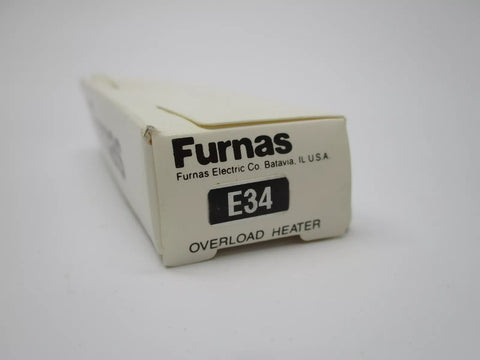 Furnas
Furnas Electric Co. Batavia, IL U.S.A.
E34
OVERLOAD HEATER